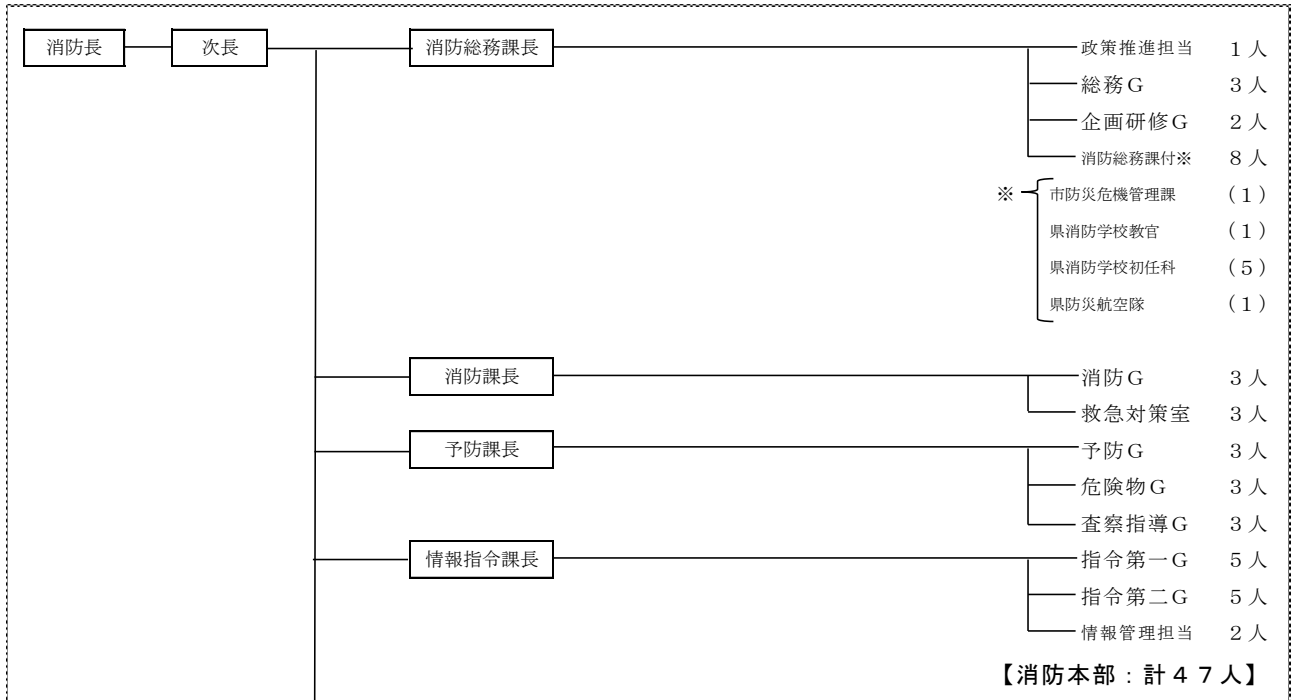 消防長 次長 消防総務課長 政策推進担当 １人
総務Ｇ ３人
企画研修Ｇ ２人
消防総務課付※ ８人
※ 市防災危機管理課 （１）
県消防学校教官 （１）
県消防学校初任科 （５）
県防災航空隊 （１）
消防課長 消防Ｇ ３人
救急対策室 ３人
予防課長 予防Ｇ ３人
危険物Ｇ ３人
査察指導Ｇ ３人
情報指令課長 指令第一Ｇ ５人
指令第二Ｇ ５人
情報管理担当 ２人
【消防本部：計４７人】